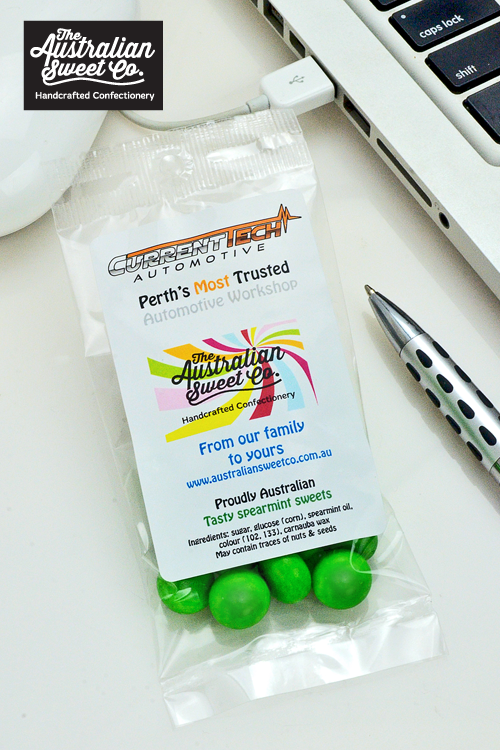 The
Australian
Sweet Co.
Handcrafted Confectionery
caps lock
shift
CURRENTTECH
AUTOMOTIVE
Perth's Most Trusted
Automotive Workshop
The
Australian
Sweet Co.
Handcrafted Confectionery
From our family
to yours
www.australiansweetco.com.au
Proudly Australian
Tasty spearmint sweets
Ingredients: sugar, glucose (corn), spearmint oil,
colour (102, 133), carnauba wax
May contain traces of nuts & seeds